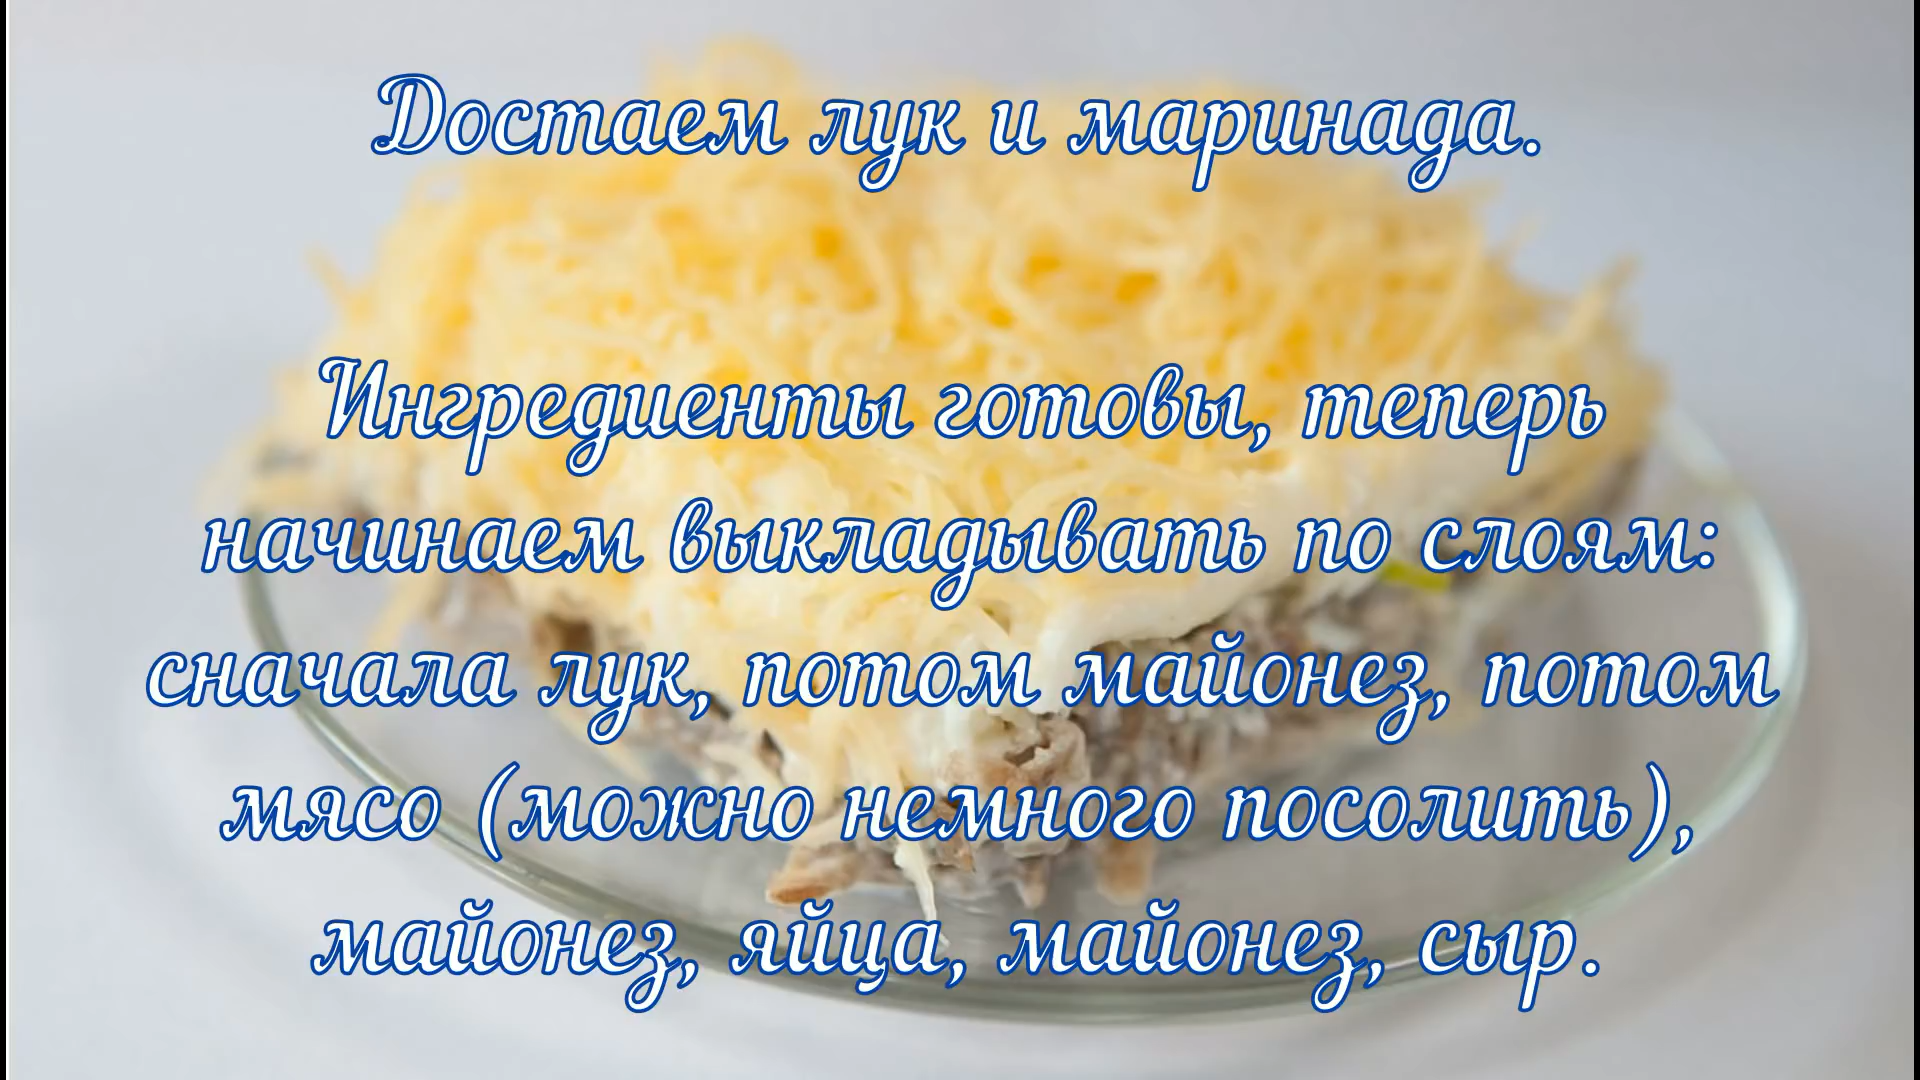 Достаем лук и маринада.
Ингредиенты готовы, теперь
начинаем выкладывать по слоям:
сначала лук, потом майонез, потом
мясо (можно немного посолить),
майонез, яйца, майонез, сыр.